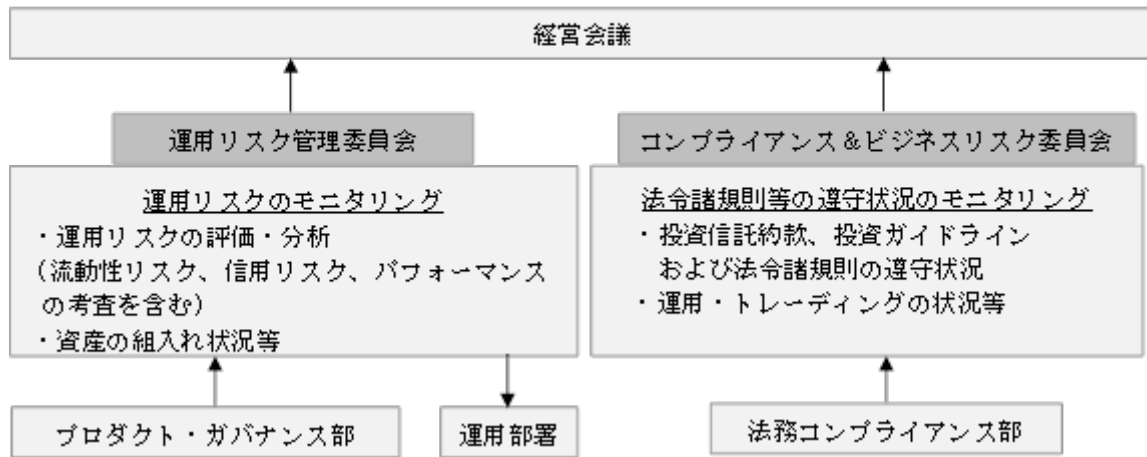 経営会議
運用リスク管理委員会
運用リスクのモニタリング
・運用リスクの評価・分析
（流動性リスク、信用リスク、パフォーマンス
の考査を含む）
・資産の組入れ状況等
コンプライアンス＆ビジネスリスク委員会
法令諸規則等の遵守状況のモニタリング
・投資信託約款、投資ガイドライン
および法令諸規則の遵守状況
・運用・トレーディングの状況等
プロダクト・ガバナンス部
運用部署
法務コンプライアンス部